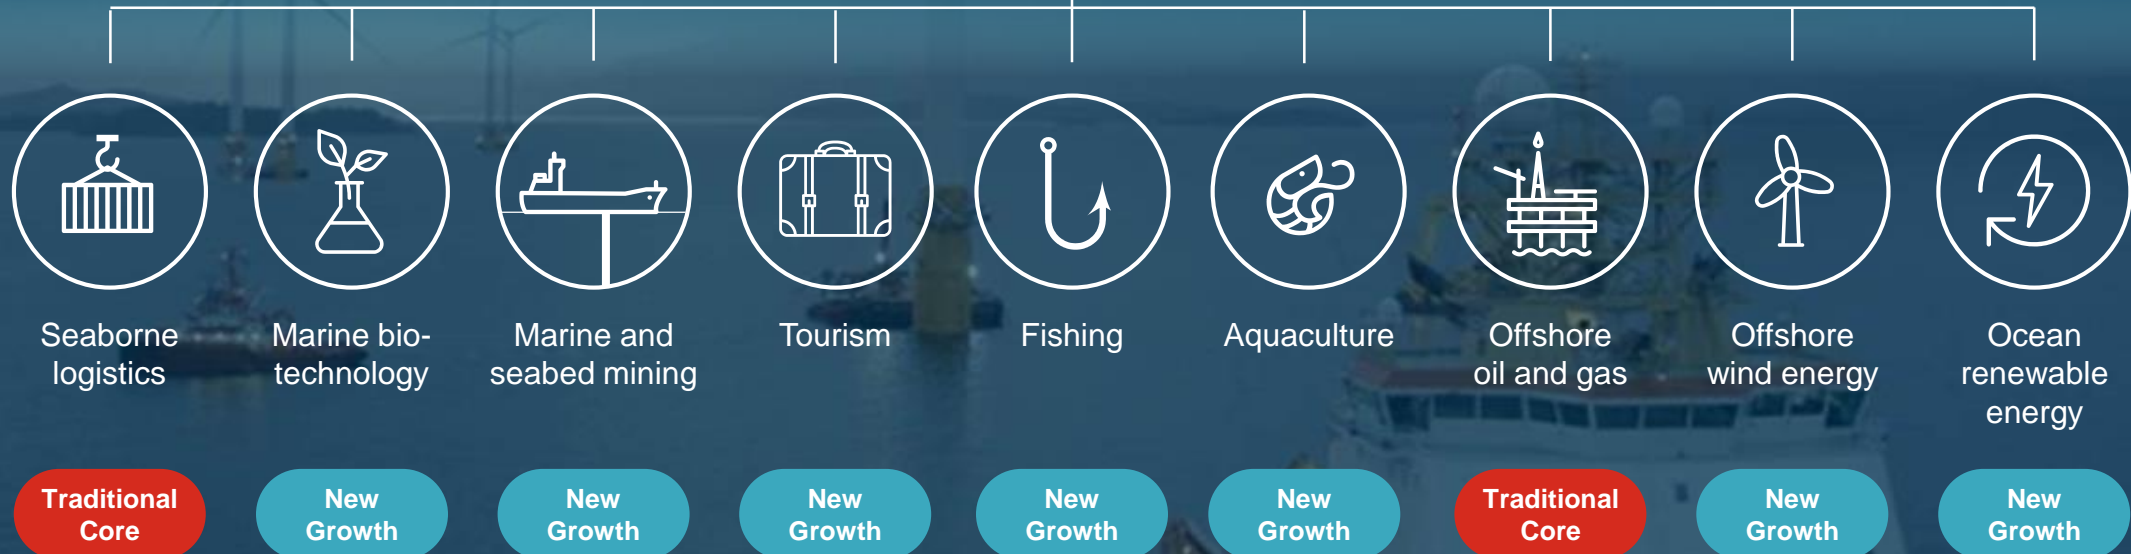 Seaborne
logistics
Marine bio-
technology
Marine and
seabed mining
Tourism
Fishing
Aquaculture
Offshore
oil and gas
Offshore
wind energy
Ocean
renewable
energy
Traditional
Core
New
Growth
New
Growth
New
Growth
New
Growth
New
Growth
Traditional
Core
New
Growth
New
Growth